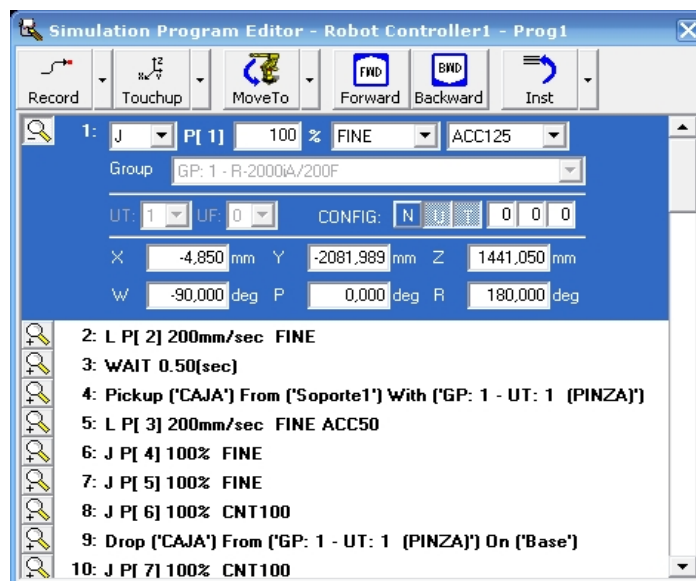 Simulation Program Editor - Robot Controller1 - Prog1
Record Touchup MoveTo FWD Forward BWD Backward Inst
1: J P[ 1] 100 % FINE ACC125
Group GP: 1 - R-2000iA/200F
UT: 1 UF: 0 CONFIG: N U T 0 0 0
X -4,850 mm Y -2081,989 mm Z 1441,050 mm
W -90,000 deg P 0,000 deg R 180,000 deg
2: L P[ 2] 200mm/sec FINE
3: WAIT 0.50(sec)
4: Pickup ('CAJA') From ('Soporte1') With ('GP: 1 - UT: 1 (PINZA)')
5: L P[ 3] 200mm/sec FINE ACC50
6: J P[ 4] 100% FINE
7: J P[ 5] 100% FINE
8: J P[ 6] 100% CNT100
9: Drop ('CAJA') From ('GP: 1 - UT: 1 (PINZA)') On ('Base')
10: J P[ 7] 100% CNT100